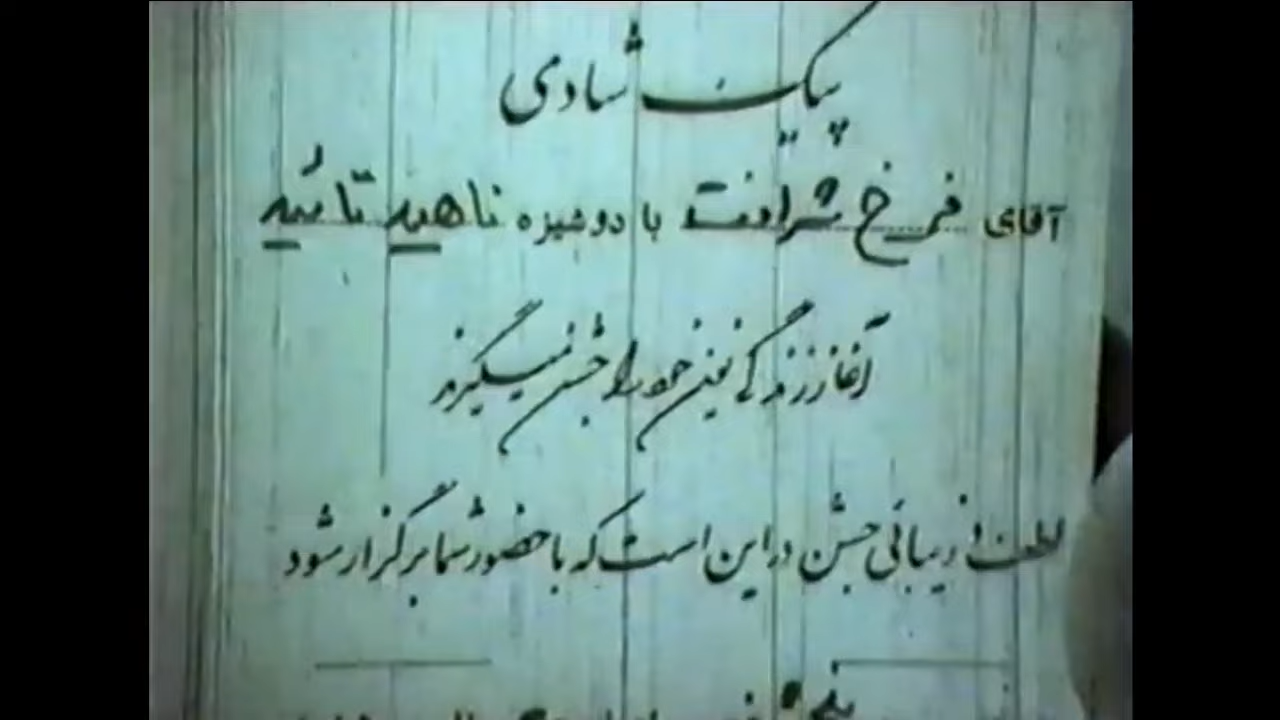 پیک شادی
آقای فرخ شرافت با دوشیزه ناهید تائید
آغاز زندگی نوین خود را جشن میگیرند
لطف و زیبائی جشن در این است که با حضور شما برگزار شود